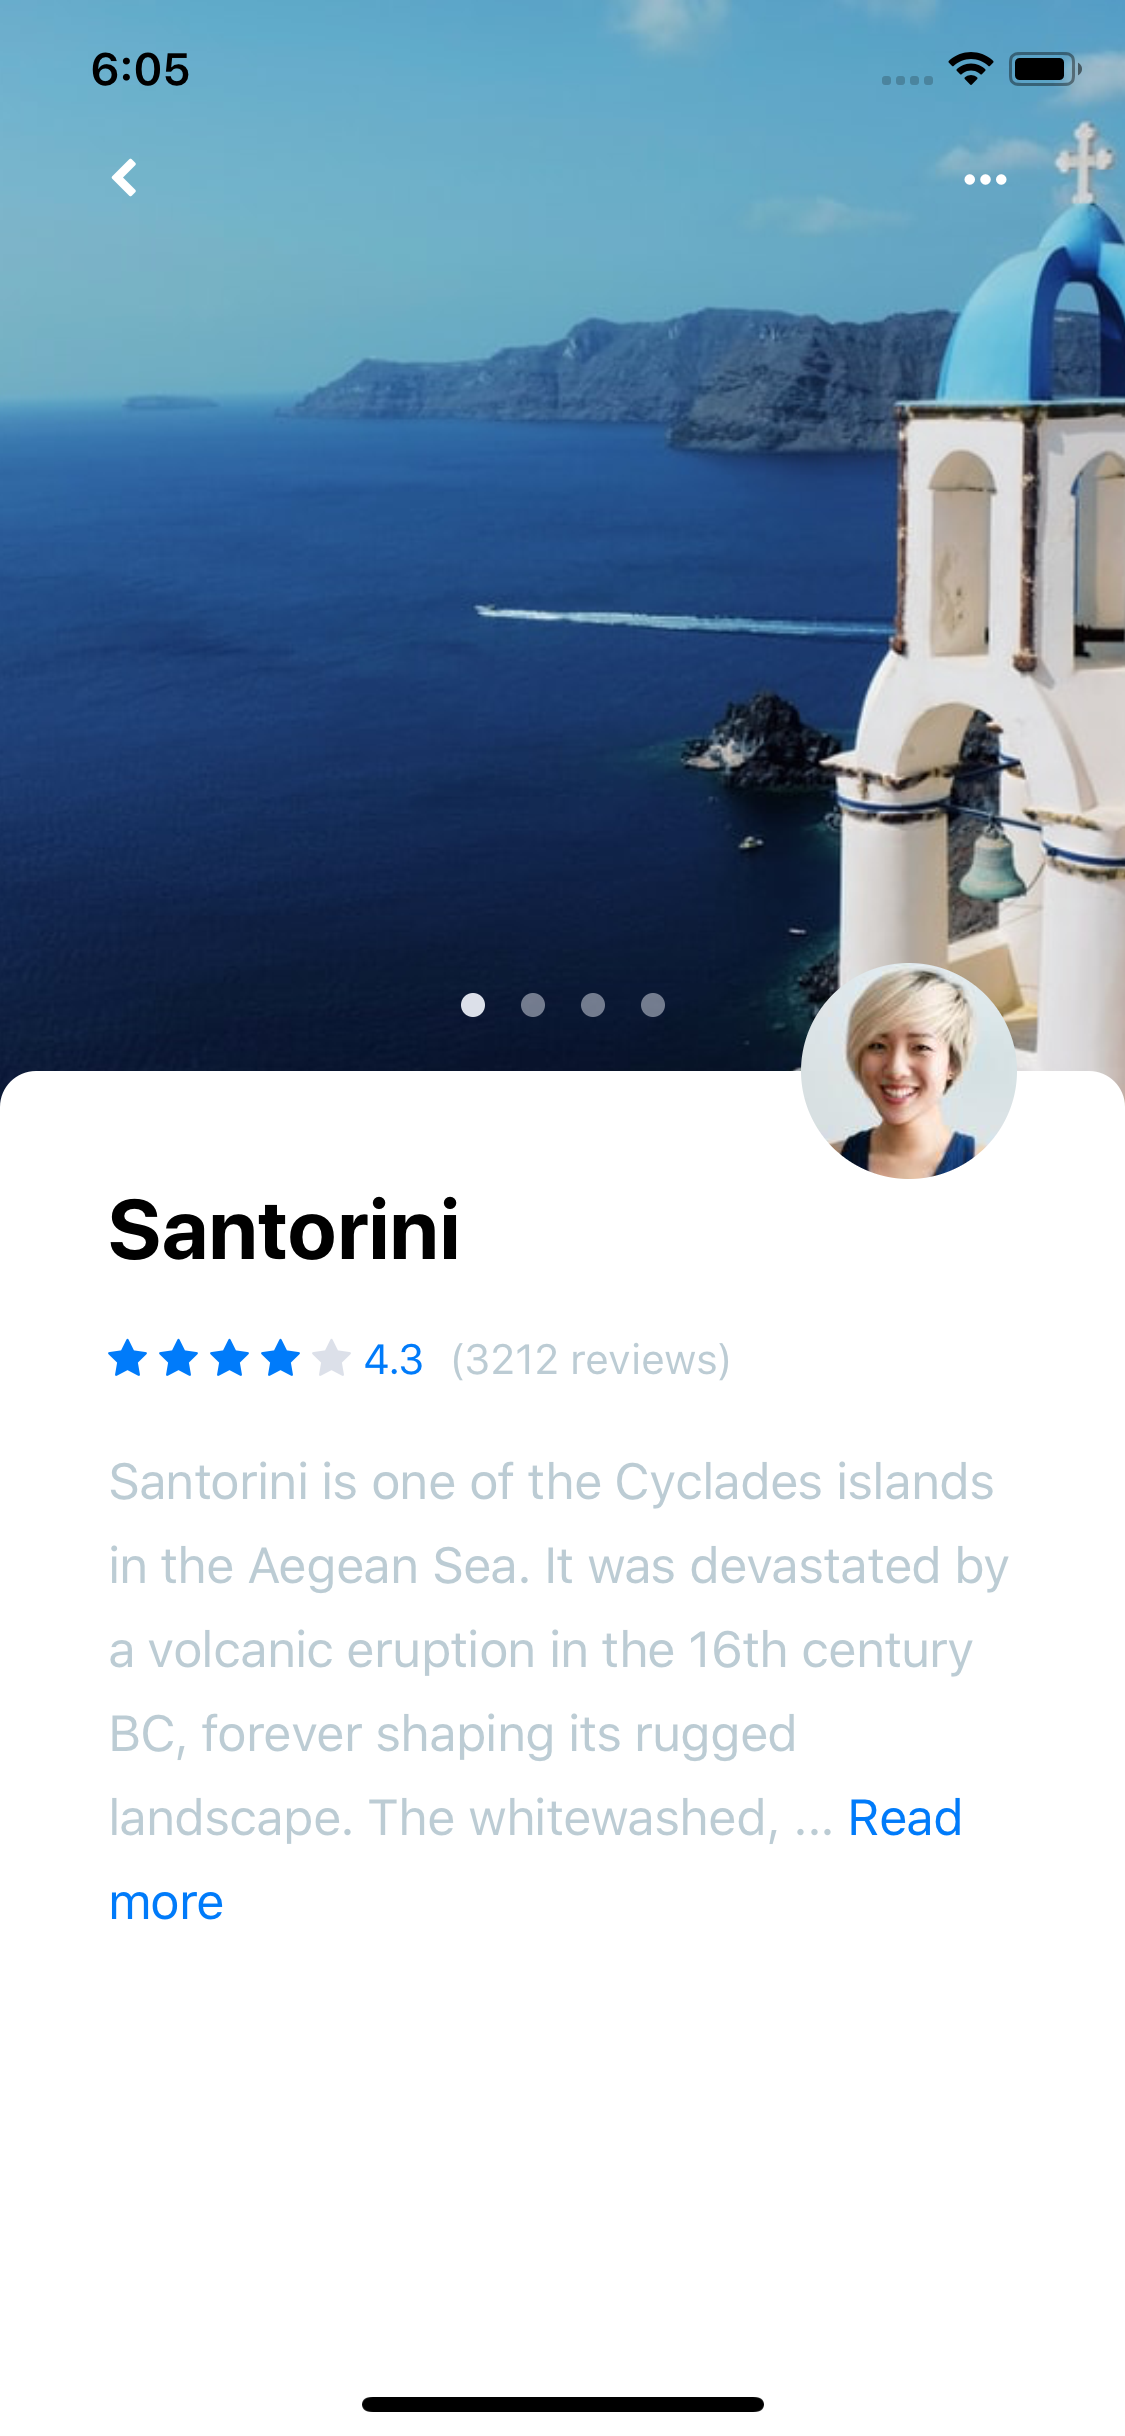 6:05
Santorini
4.3 (3212 reviews)
Santorini is one of the Cyclades islands
in the Aegean Sea. It was devastated by
a volcanic eruption in the 16th century
BC, forever shaping its rugged
landscape. The whitewashed, ... Read
more